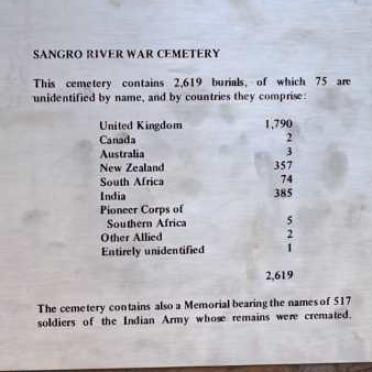 SANGRO RIVER WAR CEMETERY
This cemetery contains 2,619 burials, of which 75 are
unidentified by name, and by countries they comprise:
United Kingdom 1,790
Canada 2
Australia 3
New Zealand 357
South Africa 74
India 385
Pioneer Corps of
Southern Africa 5
Other Allied 2
Entirely unidentified 1
2,619
The cemetery contains also a Memorial bearing the names of 517
soldiers of the Indian Army whose remains were cremated.